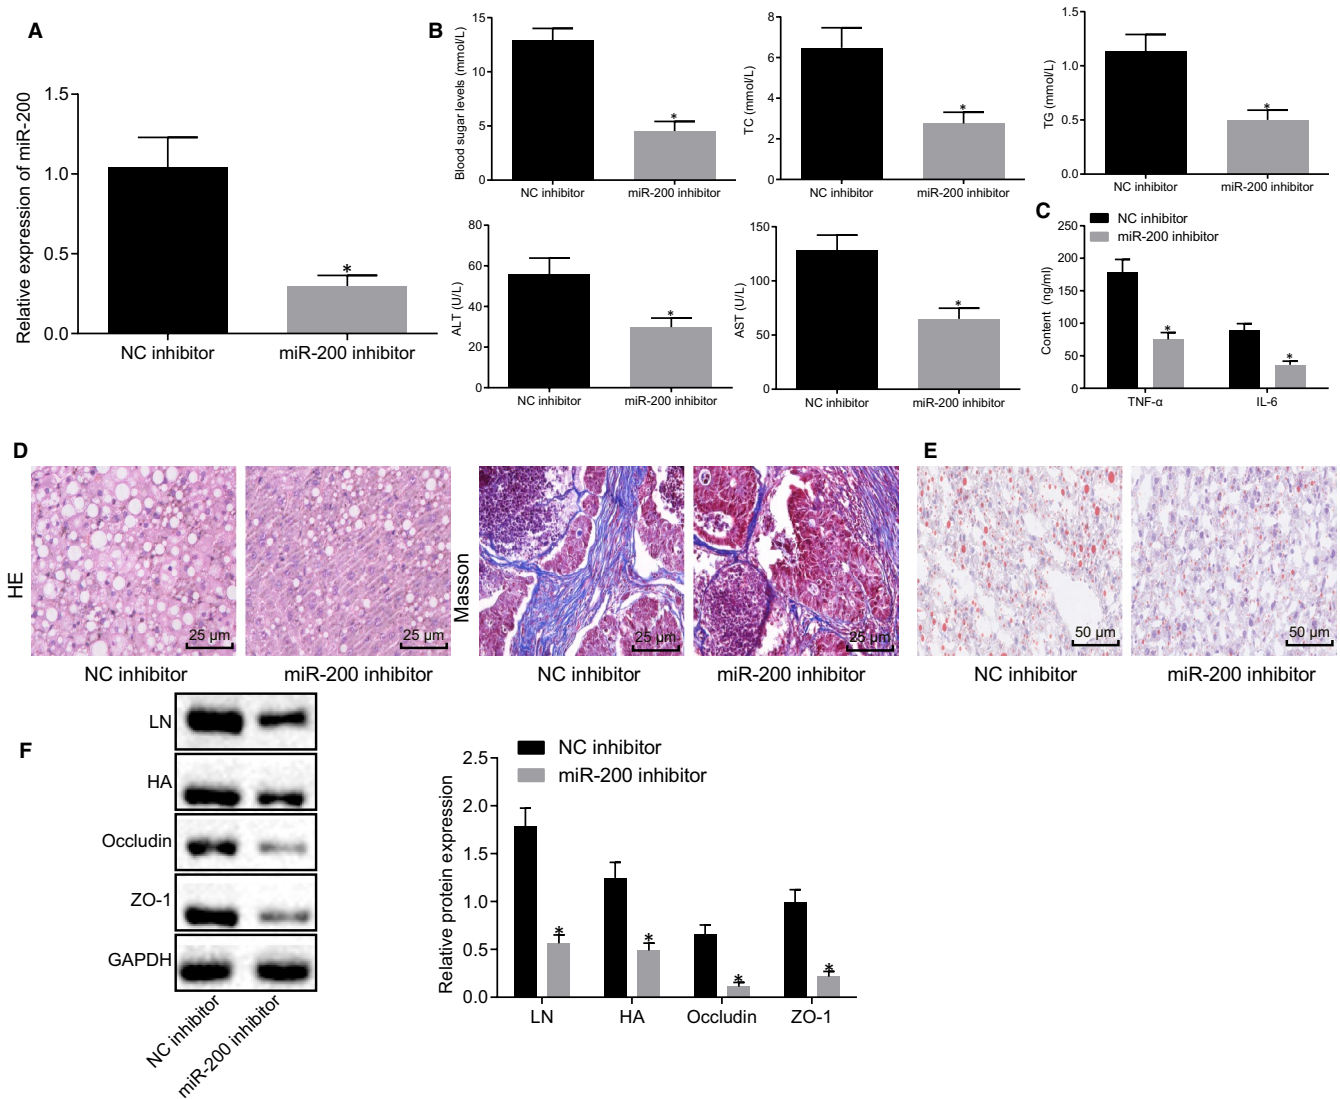 A
Relative expression of miR-200
1.5
1.0
0.5
0.0
*
NC inhibitor
miR-200 inhibitor
B
Blood sugar levels (mmol/L)
15
10
5
0
*
NC inhibitor
miR-200 inhibitor
TC (mmol/L)
8
6
4
2
0
*
NC inhibitor
miR-200 inhibitor
TG (mmol/L)
1.5
1.0
0.5
0.0
*
NC inhibitor
miR-200 inhibitor
ALT (U/L)
80
60
40
20
0
*
NC inhibitor
miR-200 inhibitor
AST (U/L)
150
100
50
0
*
NC inhibitor
miR-200 inhibitor
C
NC inhibitor
miR-200 inhibitor
Content (ng/ml)
250
200
150
100
50
0
*
*
TNF-α
IL-6
D
HE
25 µm
25 µm
NC inhibitor
miR-200 inhibitor
Masson
25 µm
25 µm
NC inhibitor
miR-200 inhibitor
E
50 µm
50 µm
NC inhibitor
miR-200 inhibitor
F
LN
HA
Occludin
ZO-1
GAPDH
NC inhibitor
miR-200 inhibitor
NC inhibitor
miR-200 inhibitor
Relative protein expression
2.5
2.0
1.5
1.0
0.5
0.0
*
*
*
*
LN
HA
Occludin
ZO-1